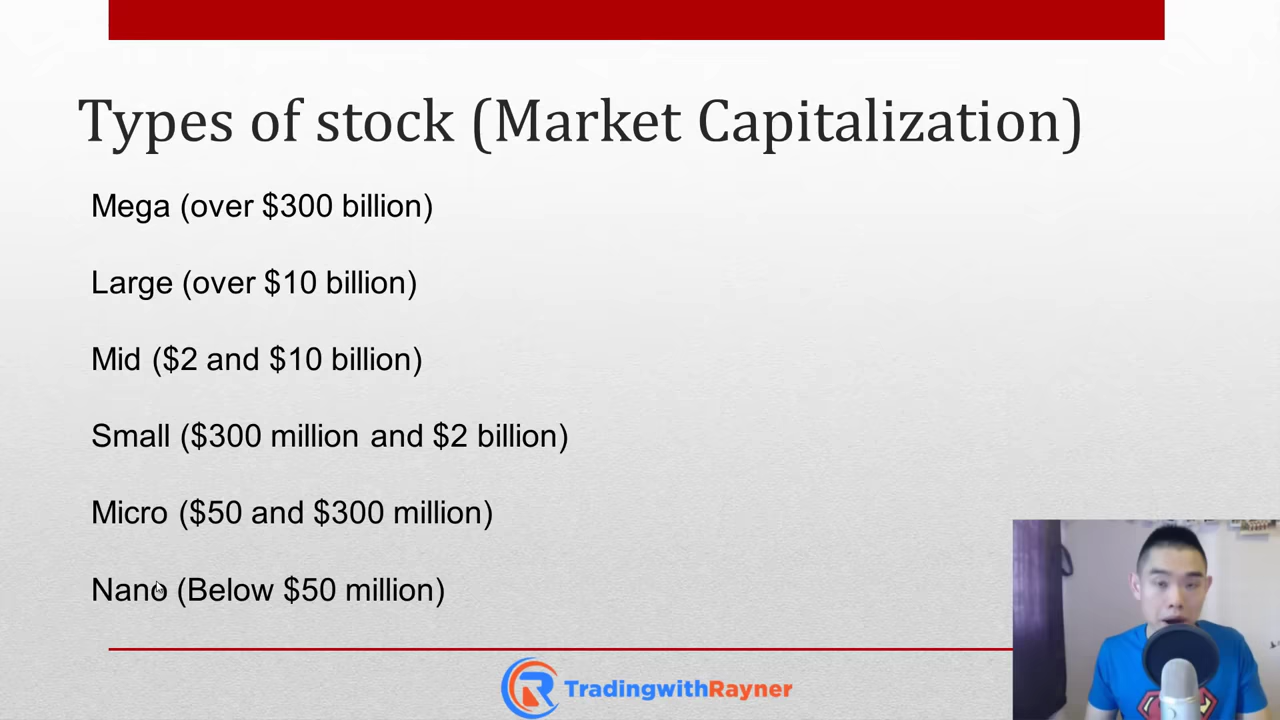 Types of stock (Market Capitalization)
Mega (over $300 billion)
Large (over $10 billion)
Mid ($2 and $10 billion)
Small ($300 million and $2 billion)
Micro ($50 and $300 million)
Nano (Below $50 million)
TradingwithRayner